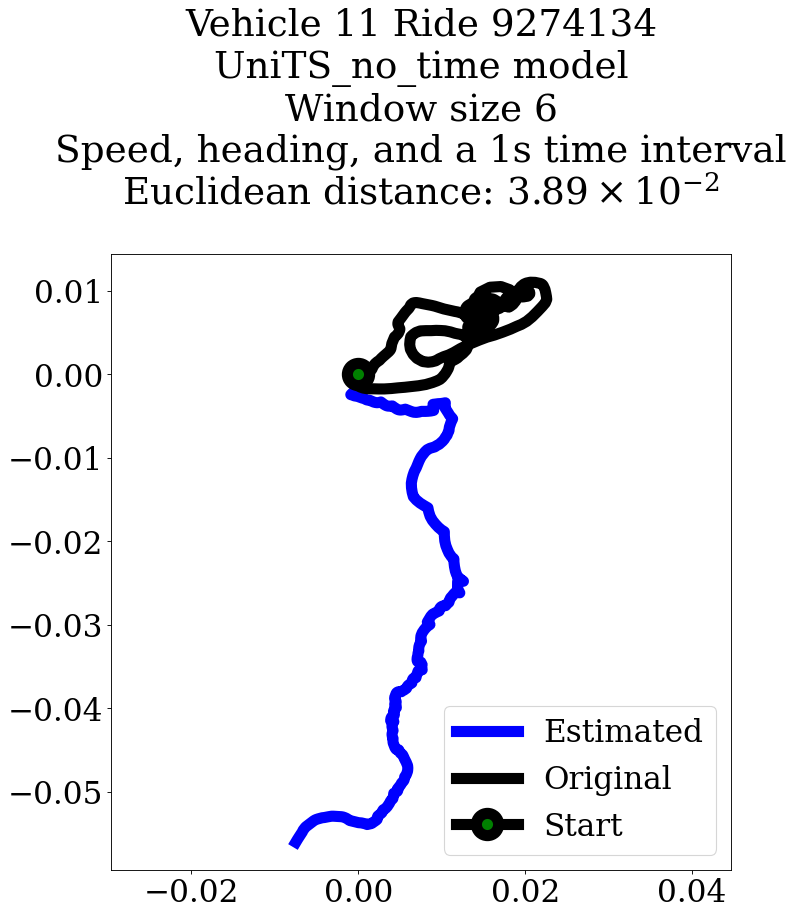 Vehicle 11 Ride 9274134
UniTS_no_time model
Window size 6
Speed, heading, and a 1s time interval
Euclidean distance: 3.89 × 10⁻²
0.01
0.00
−0.01
−0.02
−0.03
−0.04
−0.05
Estimated
Original
Start
−0.02 0.00 0.02 0.04